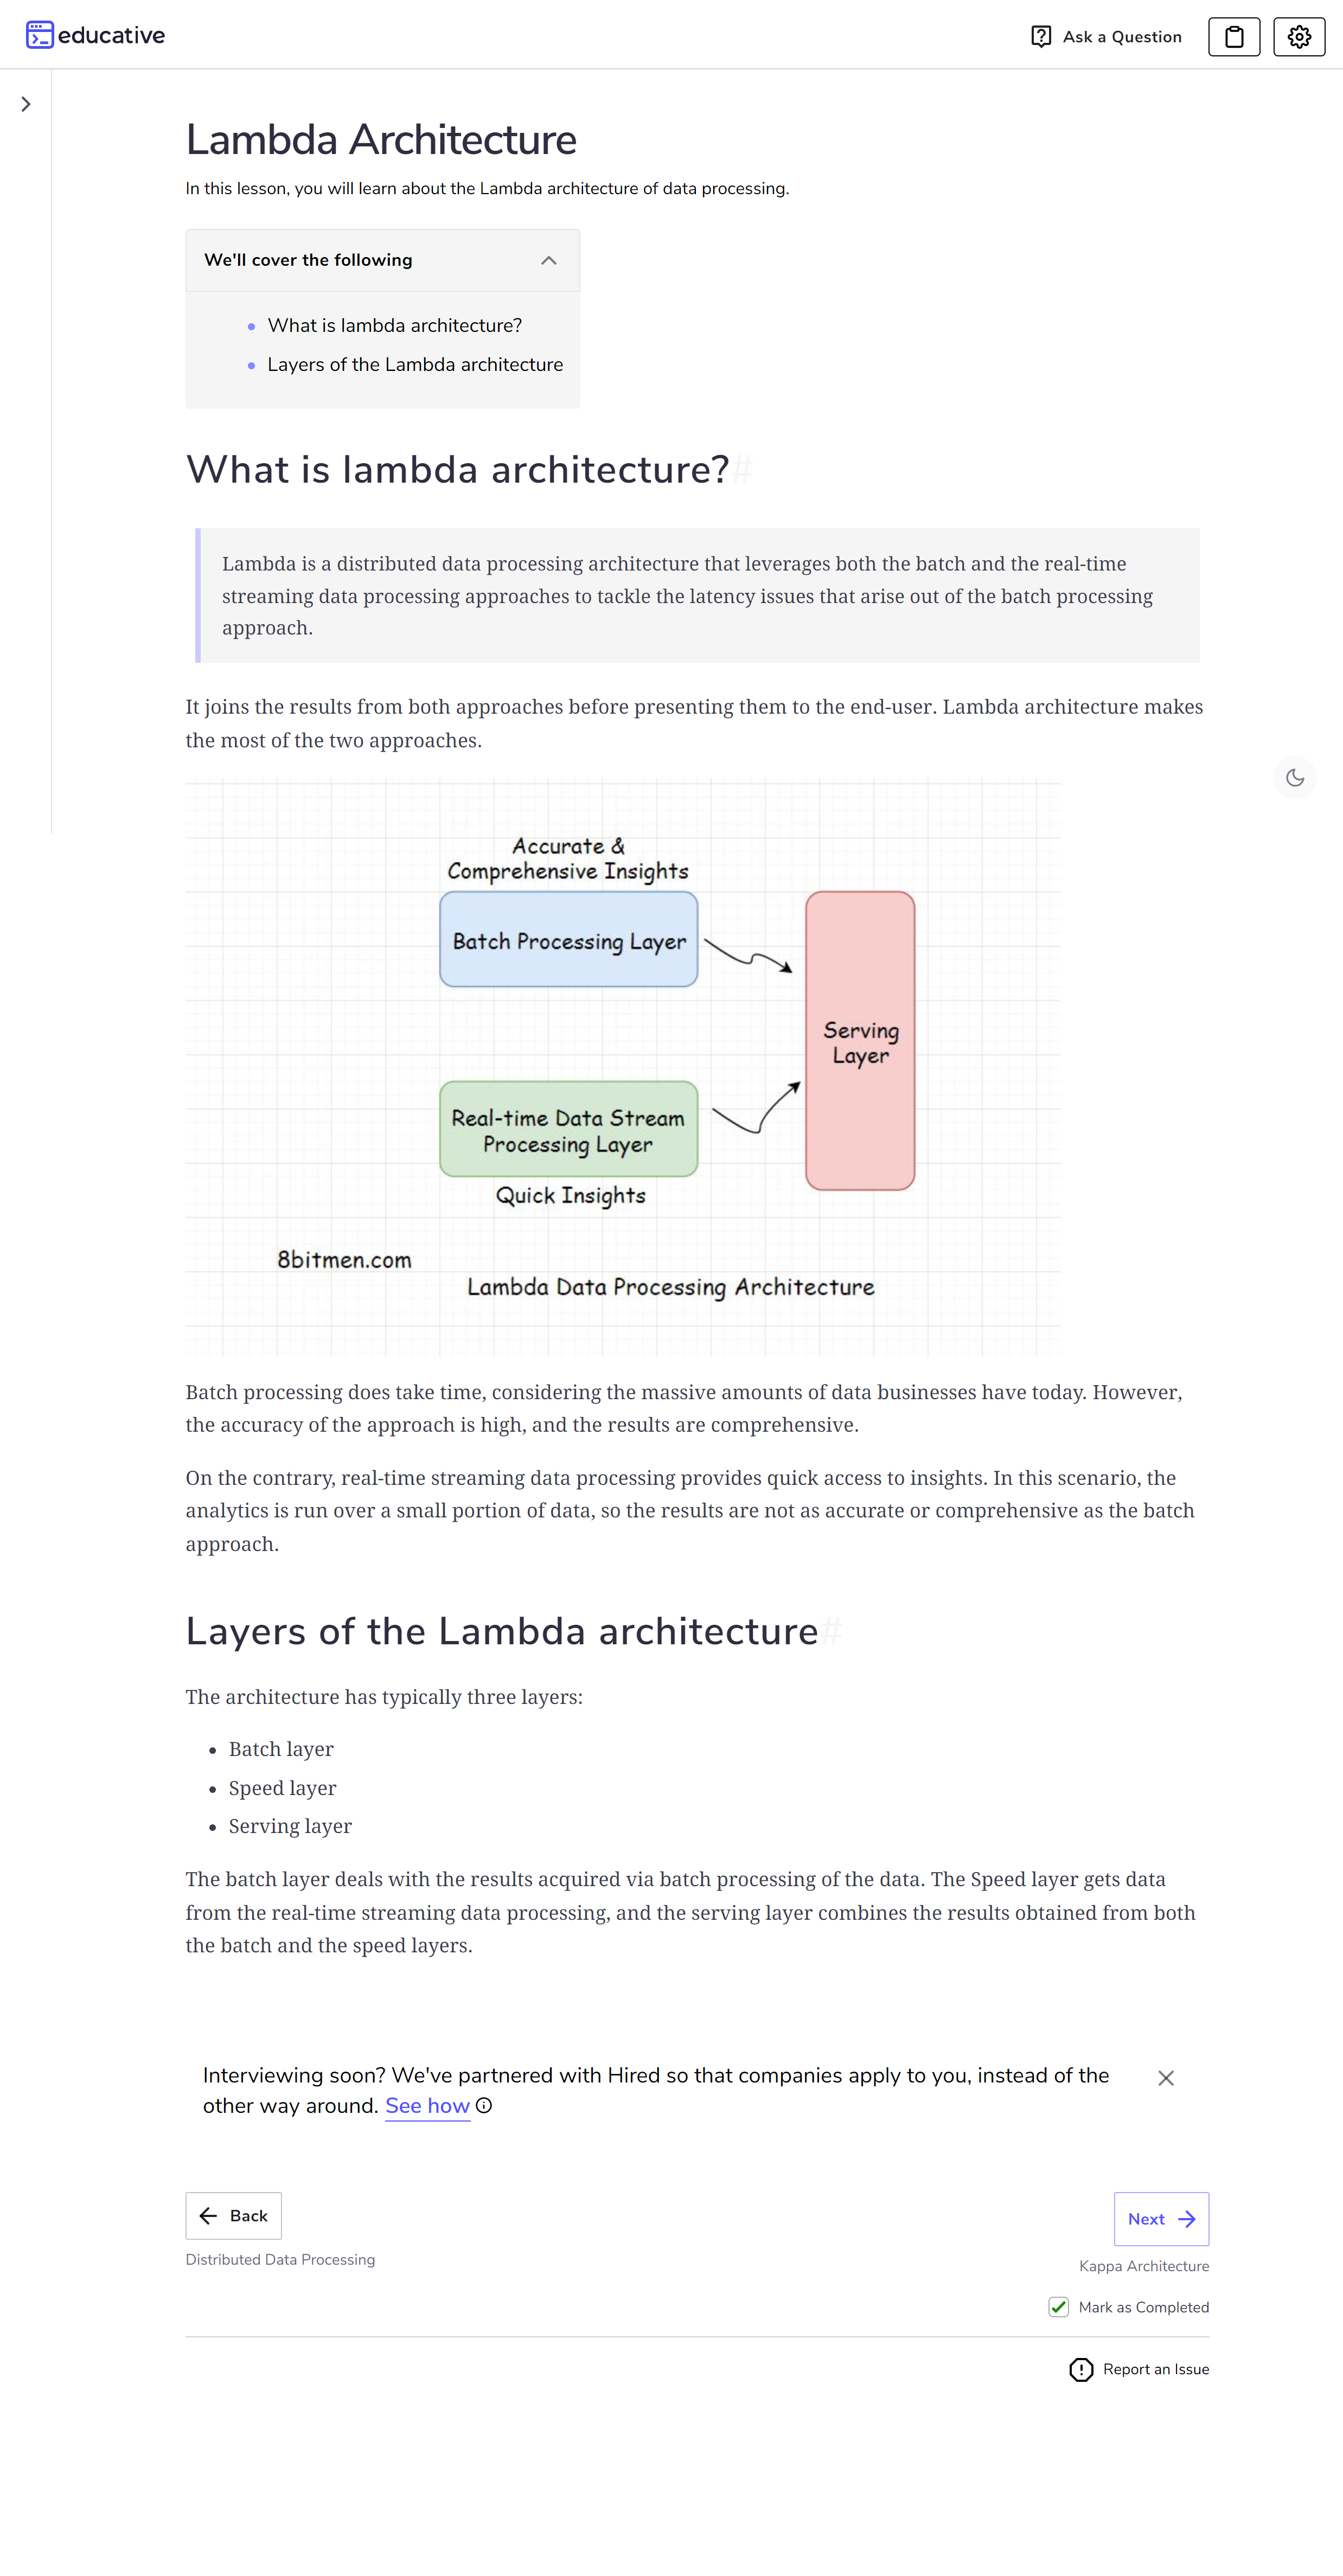 educative
Ask a Question
Lambda Architecture
In this lesson, you will learn about the Lambda architecture of data processing.
We'll cover the following
What is lambda architecture?
Layers of the Lambda architecture
What is lambda architecture?#
Lambda is a distributed data processing architecture that leverages both the batch and the real-time
streaming data processing approaches to tackle the latency issues that arise out of the batch processing
approach.
It joins the results from both approaches before presenting them to the end-user. Lambda architecture makes
the most of the two approaches.
Accurate &
Comprehensive Insights
Batch Processing Layer
Serving
Layer
Real-time Data Stream
Processing Layer
Quick Insights
8bitmen.com
Lambda Data Processing Architecture
Batch processing does take time, considering the massive amounts of data businesses have today. However,
the accuracy of the approach is high, and the results are comprehensive.
On the contrary, real-time streaming data processing provides quick access to insights. In this scenario, the
analytics is run over a small portion of data, so the results are not as accurate or comprehensive as the batch
approach.
Layers of the Lambda architecture#
The architecture has typically three layers:
• Batch layer
• Speed layer
• Serving layer
The batch layer deals with the results acquired via batch processing of the data. The Speed layer gets data
from the real-time streaming data processing, and the serving layer combines the results obtained from both
the batch and the speed layers.
Interviewing soon? We've partnered with Hired so that companies apply to you, instead of the
other way around. See how
Back
Next
Distributed Data Processing
Kappa Architecture
Mark as Completed
Report an Issue